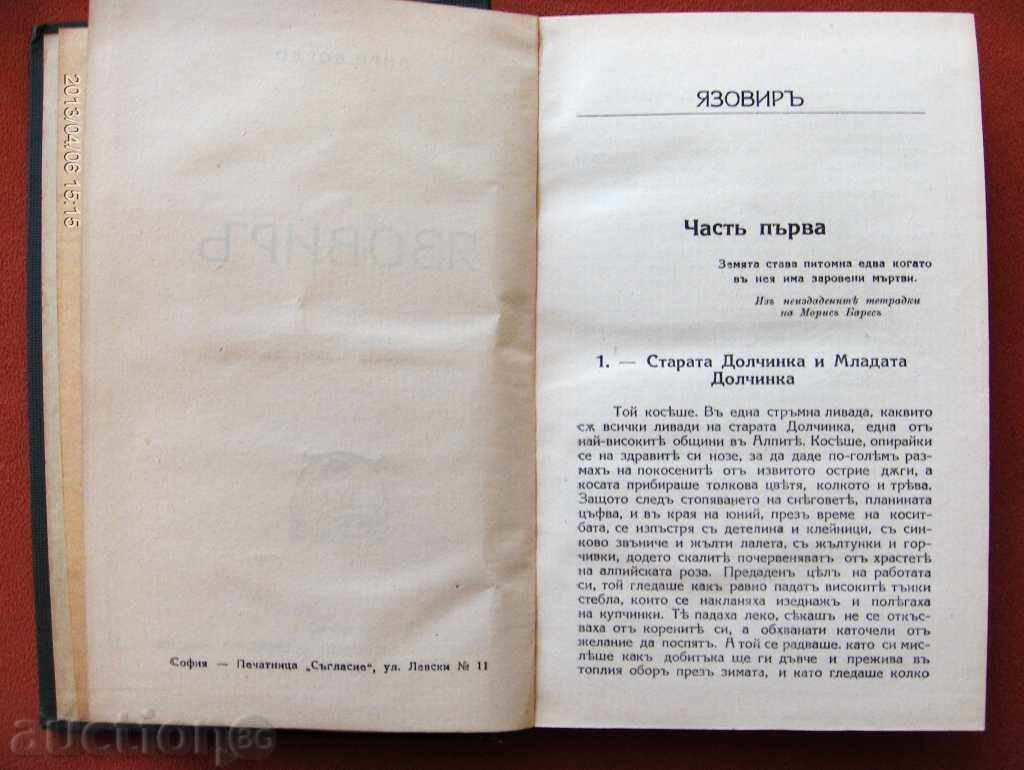 2013/04/06 15:15
ЯЗОВИРЪ
София — Печатница „Съгласие“, ул. Левски № 11
auction BG
ЯЗОВИРЪ
Часть първа
Земята става питомна едва когато
въ нея има заровени мъртви.
Изъ неиздаденитѣ тетрадки
на Морисъ Баресъ
1. — Старата Долчинка и Младата
Долчинка
Той косѣше. Въ една стръмна ливада, каквито
сѫ всички ливади на старата Долчинка, една отъ
най-високитѣ общини въ Алпитѣ. Косѣше, опирайки
се на здравитѣ си нозе, за да даде по-голѣмъ раз-
махъ на покосенитѣ отъ извитото острие дѫги, а
косата прибираше толкова цвѣтя, колкото и трѣва.
Защото следъ стопяването на снѣговетѣ, планината
цъфва, и въ края на юний, презъ време на косит-
бата, се изпъстря съ детелина и клейници, съ син-
ково звъниче и жълти лалета, съ жълтунки и гор-
чивки, додето скалитѣ почервеняватъ отъ храстетѣ
на алпийската роза. Предаденъ цѣлъ на работата
си, той гледаше какъ равно падатъ високитѣ тънки
стебла, които се накланяха изеднажъ и полѣгаха
на купчинки. Тѣ падаха леко, сѣкашъ не се откѫс-
ваха отъ коренитѣ си, а обхванати каточели отъ
желание да поспятъ. А той се радваше. като си мис-
лѣше какъ добитъка ще ги дъвче и прежива въ
топлия оборъ презъ зимата, и като гледаше колко